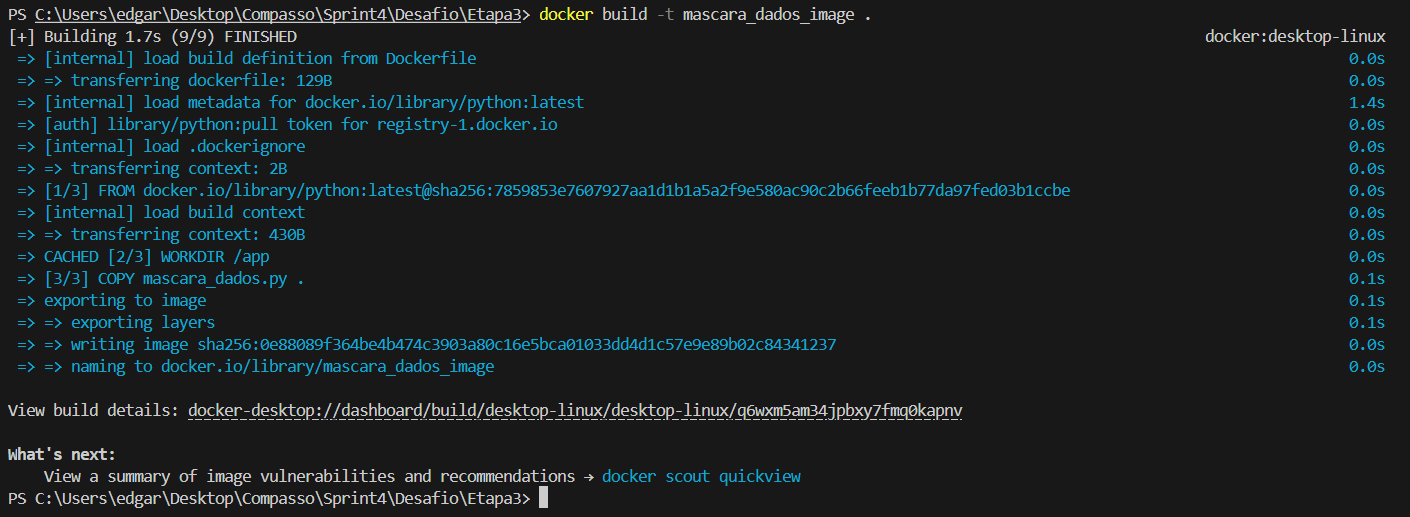 PS C:\Users\edgar\Desktop\Compasso\Sprint4\Desafio\Etapa3> docker build -t mascara_dados_image .
[+] Building 1.7s (9/9) FINISHED docker:desktop-linux
=> [internal] load build definition from Dockerfile 0.0s
=> => transferring dockerfile: 129B 0.0s
=> [internal] load metadata for docker.io/library/python:latest 1.4s
=> [auth] library/python:pull token for registry-1.docker.io 0.0s
=> [internal] load .dockerignore 0.0s
=> => transferring context: 2B 0.0s
=> [1/3] FROM docker.io/library/python:latest@sha256:7859853e7607927aa1d1b1a5a2f9e580ac90c2b66feeb1b77da97fed03b1ccbe 0.0s
=> [internal] load build context 0.0s
=> => transferring context: 430B 0.0s
=> CACHED [2/3] WORKDIR /app 0.0s
=> [3/3] COPY mascara_dados.py . 0.1s
=> exporting to image 0.1s
=> => exporting layers 0.1s
=> => writing image sha256:0e88089f364be4b474c3903a80c16e5bca01033dd4d1c57e9e89b02c84341237 0.0s
=> => naming to docker.io/library/mascara_dados_image 0.0s
View build details: docker-desktop://dashboard/build/desktop-linux/desktop-linux/q6wxm5am34jpbxy7fmq0kapnv
What's next:
View a summary of image vulnerabilities and recommendations → docker scout quickview
PS C:\Users\edgar\Desktop\Compasso\Sprint4\Desafio\Etapa3>